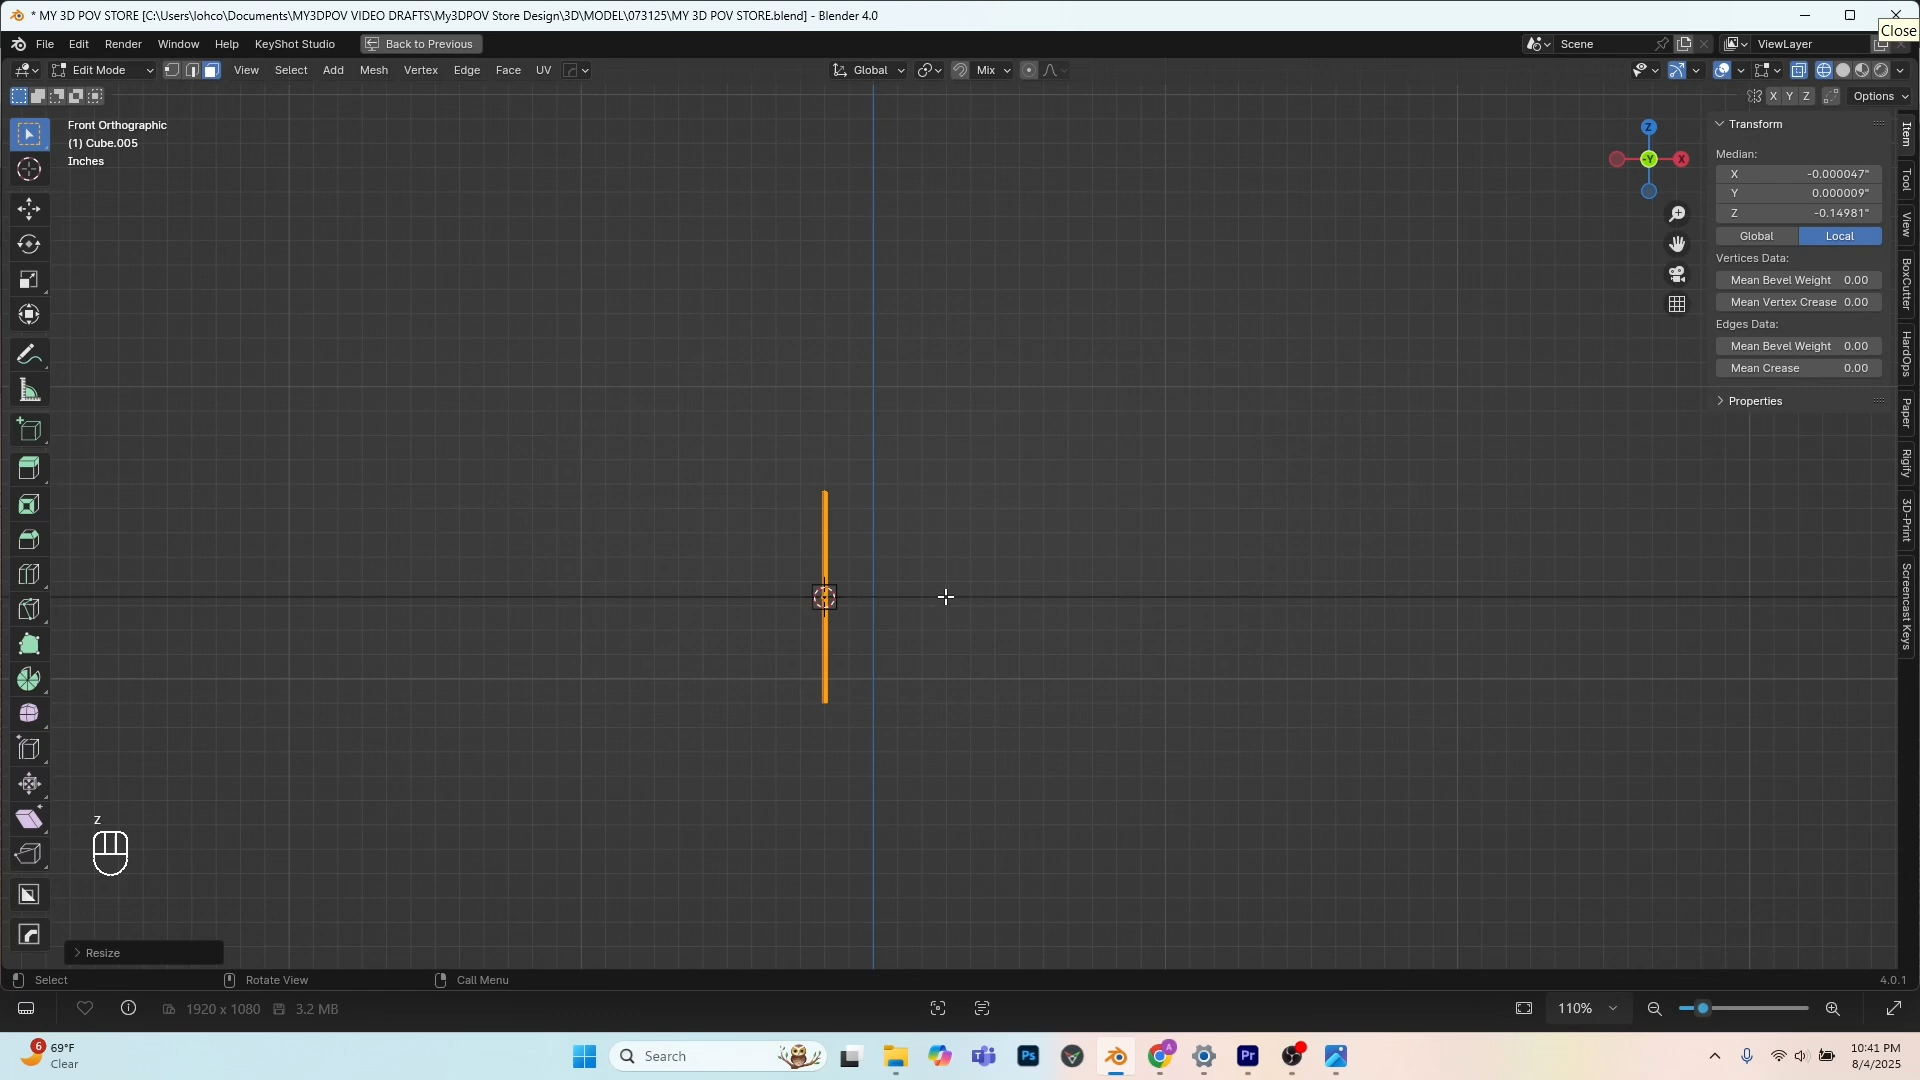 * MY 3D POV STORE [C:\Users\lohco\Documents\MY3DPOV VIDEO DRAFTS\My3DPOV Store Design\3D\MODEL\073125\MY 3D POV STORE.blend] - Blender 4.0
Close
File Edit Render Window Help KeyShot Studio Back to Previous Scene ViewLayer
Edit Mode View Select Add Mesh Vertex Edge Face UV Global Mix
X Y Z Options
Front Orthographic
(1) Cube.005
Inches
Z
-Y
X
Transform
Median:
X -0.000047"
Y 0.000009"
Z -0.14981"
Global Local
Vertices Data:
Mean Bevel Weight 0.00
Mean Vertex Crease 0.00
Edges Data:
Mean Bevel Weight 0.00
Mean Crease 0.00
Properties
Item
Tool
View
BoxCutter
HardOps
Paper
Rigify
3D-Print
Screencast Keys
Z
Resize
Select Rotate View Call Menu 4.0.1
1920 x 1080 3.2 MB 110%
6
69°F
Clear
Search
Ps
A
Pr
10:41 PM
8/4/2025